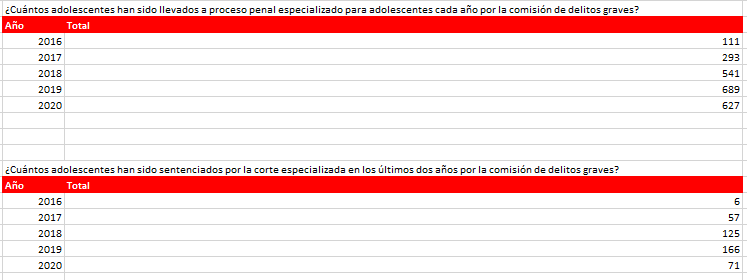 ¿Cuántos adolescentes han sido llevados a proceso penal especializado para adolescentes cada año por la comisión de delitos graves?
Año Total
2016 111
2017 293
2018 541
2019 689
2020 627
¿Cuántos adolescentes han sido sentenciados por la corte especializada en los últimos dos años por la comisión de delitos graves?
Año Total
2016 6
2017 57
2018 125
2019 166
2020 71